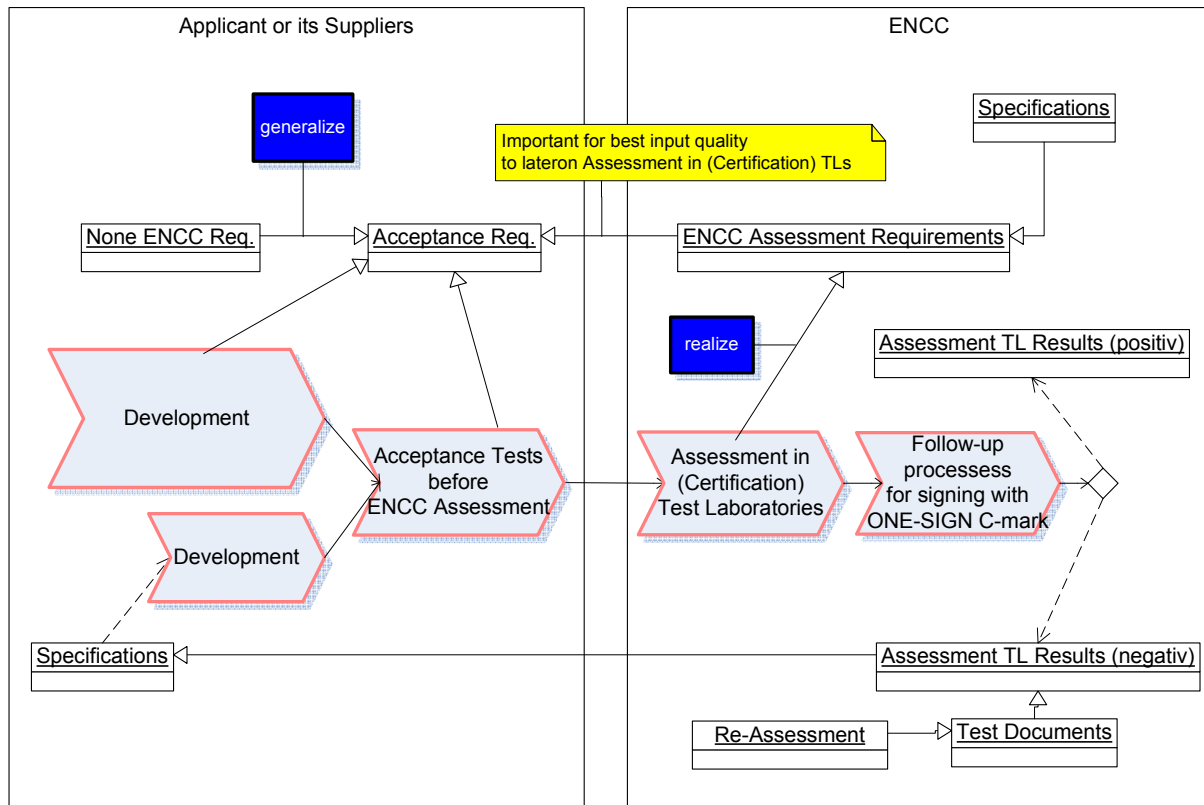 Applicant or its Suppliers
ENCC
generalize
Important for best input quality
to lateron Assessment in (Certification) TLs
Specifications
None ENCC Req.
Acceptance Req.
ENCC Assessment Requirements
realize
Assessment TL Results (positiv)
Development
Acceptance Tests
before
ENCC Assessment
Assessment in
(Certification)
Test Laboratories
Follow-up
processess
for signing with
ONE-SIGN C-mark
Development
Specifications
Assessment TL Results (negativ)
Re-Assessment
Test Documents